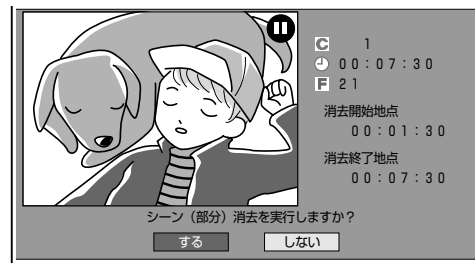 C 1
00:07:30
F 21
消去開始地点
00:01:30
消去終了地点
00:07:30
シーン（部分）消去を実行しますか？
する しない